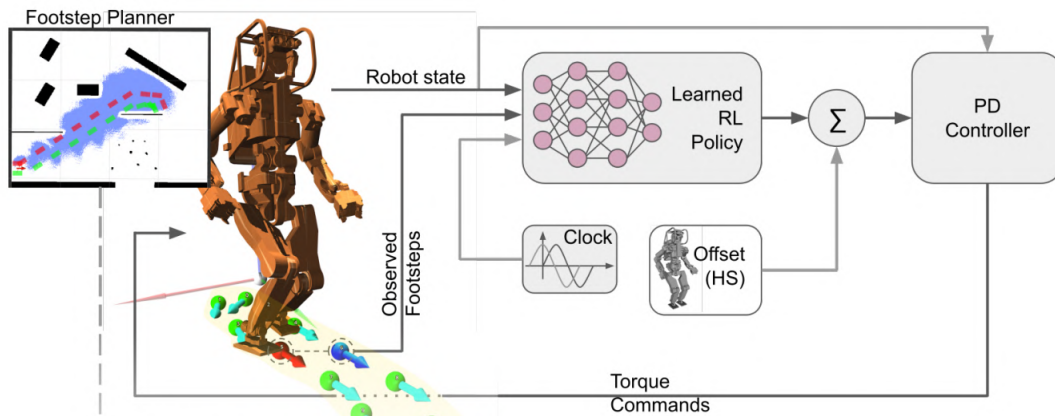 Footstep Planner
Robot state
Learned
RL
Policy
Σ
PD
Controller
Observed
Footsteps
Clock
Offset
(HS)
Torque
Commands